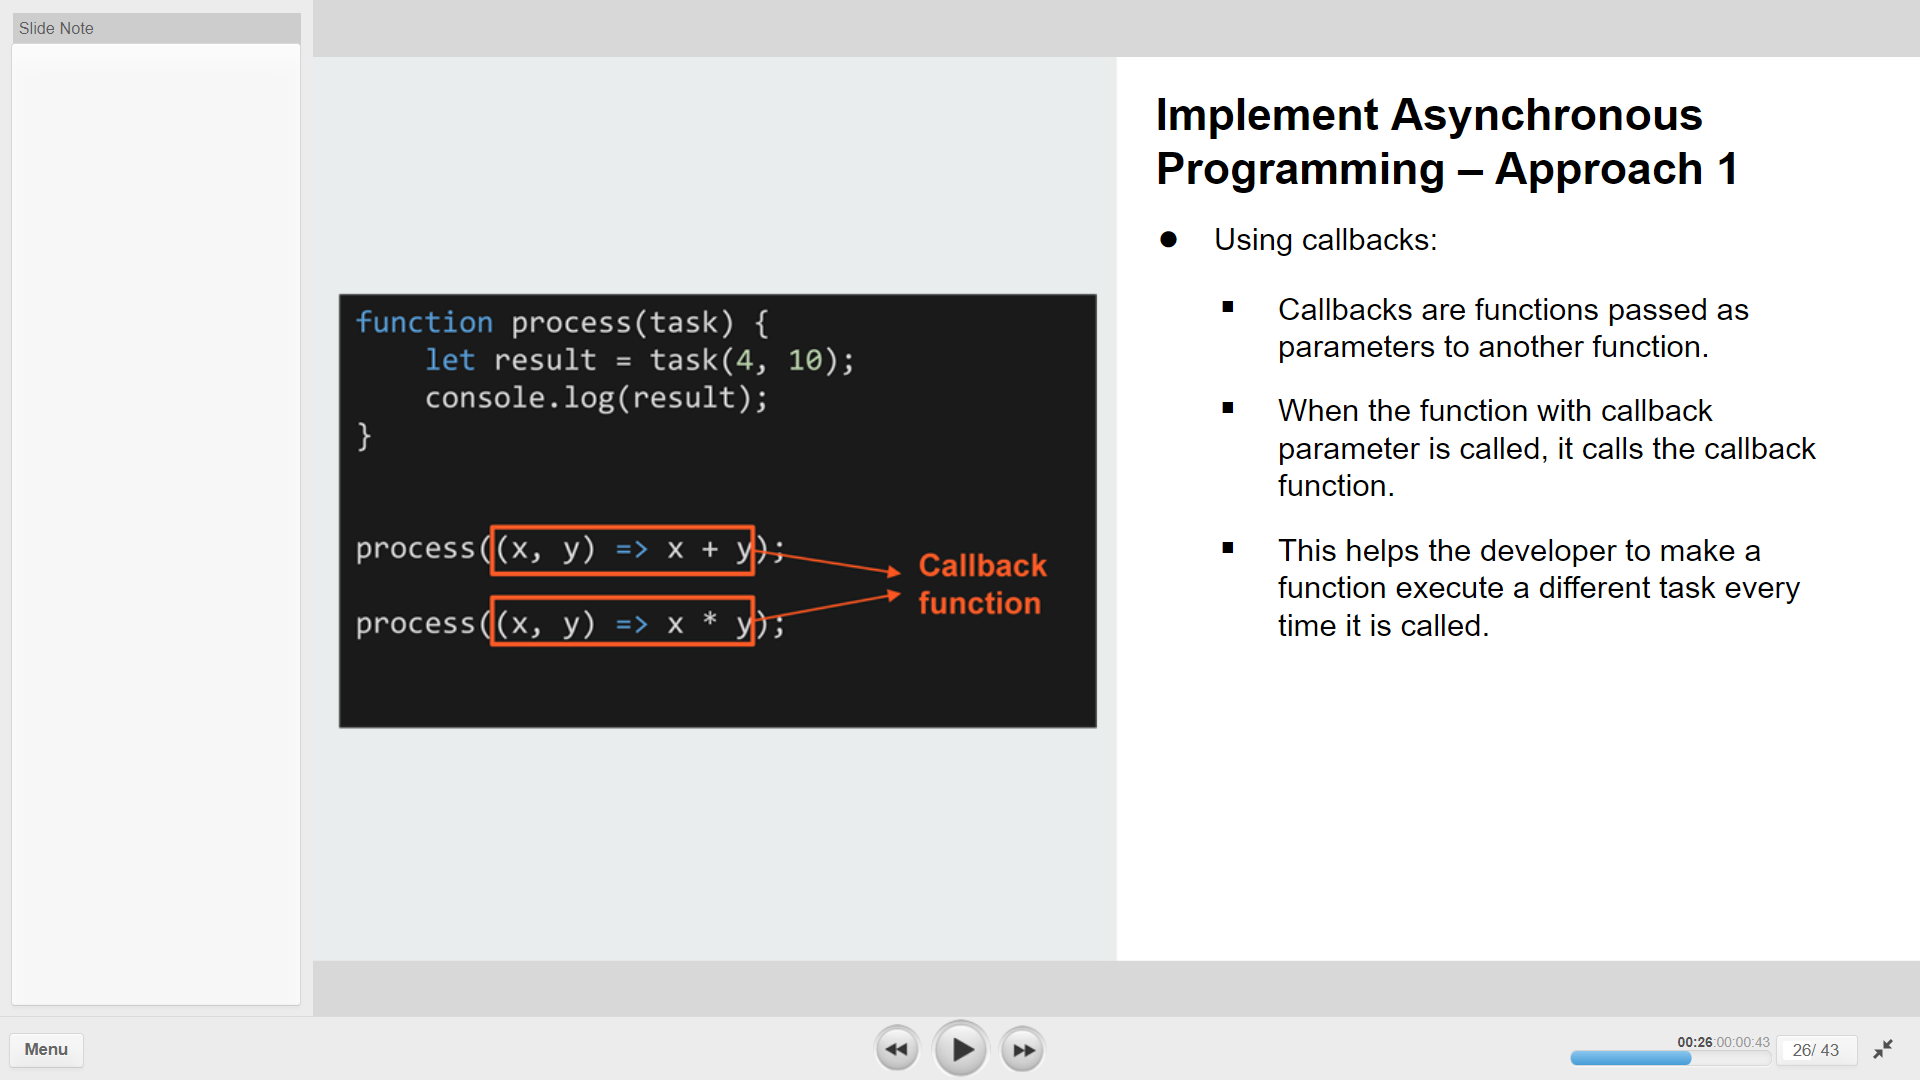 Slide Note
Implement Asynchronous
Programming – Approach 1
● Using callbacks:
▪ Callbacks are functions passed as
parameters to another function.
▪ When the function with callback
parameter is called, it calls the callback
function.
▪ This helps the developer to make a
function execute a different task every
time it is called.
function process(task) {
    let result = task(4, 10);
    console.log(result);
}
process((x, y) => x + y);
process((x, y) => x * y);
Callback
function
Menu
00:26:00:00:43
26/ 43